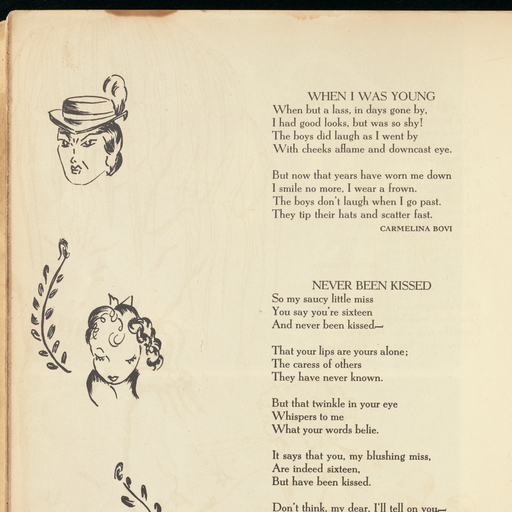 WHEN I WAS YOUNG
When but a lass, in days gone by,
I had good looks, but was so shy!
The boys did laugh as I went by
With cheeks aflame and downcast eye.
But now that years have worn me down
I smile no more, I wear a frown.
The boys don't laugh when I go past.
They tip their hats and scatter fast.
CARMELINA BOVI
NEVER BEEN KISSED
So my saucy little miss
You say you're sixteen
And never been kissed—
That your lips are yours alone;
The caress of others
They have never known.
But that twinkle in your eye
Whispers to me
What your words belie.
It says that you, my blushing miss,
Are indeed sixteen,
But have been kissed.
Don't think, my dear, I'll tell on you—